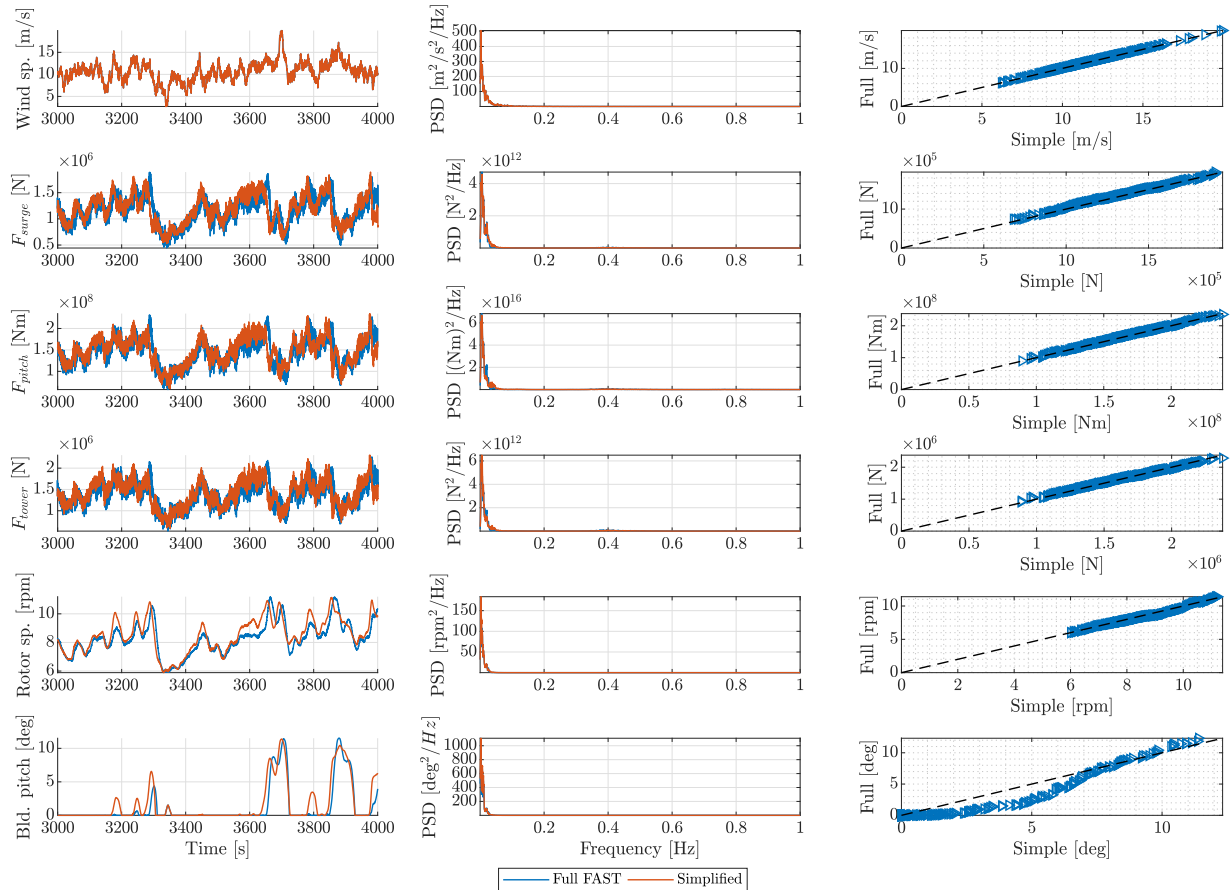 Wind sp. [m/s]
15
10
5
3000 3200 3400 3600 3800 4000
PSD [m²/s²/Hz]
500
400
300
200
100
0.2 0.4 0.6 0.8 1
Full [m/s]
10
0
0 5 10 15
Simple [m/s]
F_surge [N]
×10⁶
1.5
1
0.5
3000 3200 3400 3600 3800 4000
PSD [N²/Hz]
×10¹²
4
2
0.2 0.4 0.6 0.8 1
Full [N]
×10⁵
10
0
0 5 10 15
Simple [N]
×10⁵
F_pitch [Nm]
×10⁸
2
1.5
1
3000 3200 3400 3600 3800 4000
PSD [(Nm)²/Hz]
×10¹⁶
6
4
2
0.2 0.4 0.6 0.8 1
Full [Nm]
×10⁸
2
1
0
0 0.5 1 1.5 2
Simple [Nm]
×10⁸
F_tower [N]
×10⁶
2
1.5
1
3000 3200 3400 3600 3800 4000
PSD [N²/Hz]
×10¹²
6
4
2
0.2 0.4 0.6 0.8 1
Full [N]
×10⁶
2
1
0
0 0.5 1 1.5 2
Simple [N]
×10⁶
Rotor sp. [rpm]
10
8
6
3000 3200 3400 3600 3800 4000
PSD [rpm²/Hz]
150
100
50
0.2 0.4 0.6 0.8 1
Full [rpm]
10
5
0
0 2 4 6 8 10
Simple [rpm]
Bld. pitch [deg]
10
5
0
3000 3200 3400 3600 3800 4000
Time [s]
PSD [deg²/Hz]
1000
800
600
400
200
0.2 0.4 0.6 0.8 1
Frequency [Hz]
Full [deg]
10
5
0
0 5 10
Simple [deg]
Full FAST Simplified